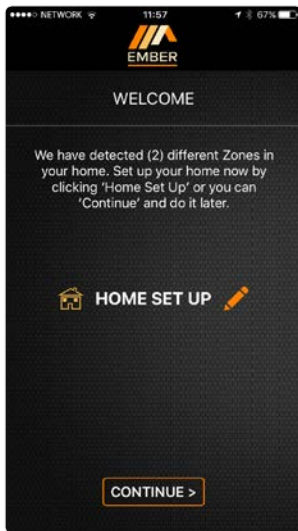 NETWORK 11:57 67%
EMBER
WELCOME
We have detected (2) different Zones in
your home. Set up your home now by
clicking 'Home Set Up' or you can
'Continue' and do it later.
HOME SET UP
CONTINUE >